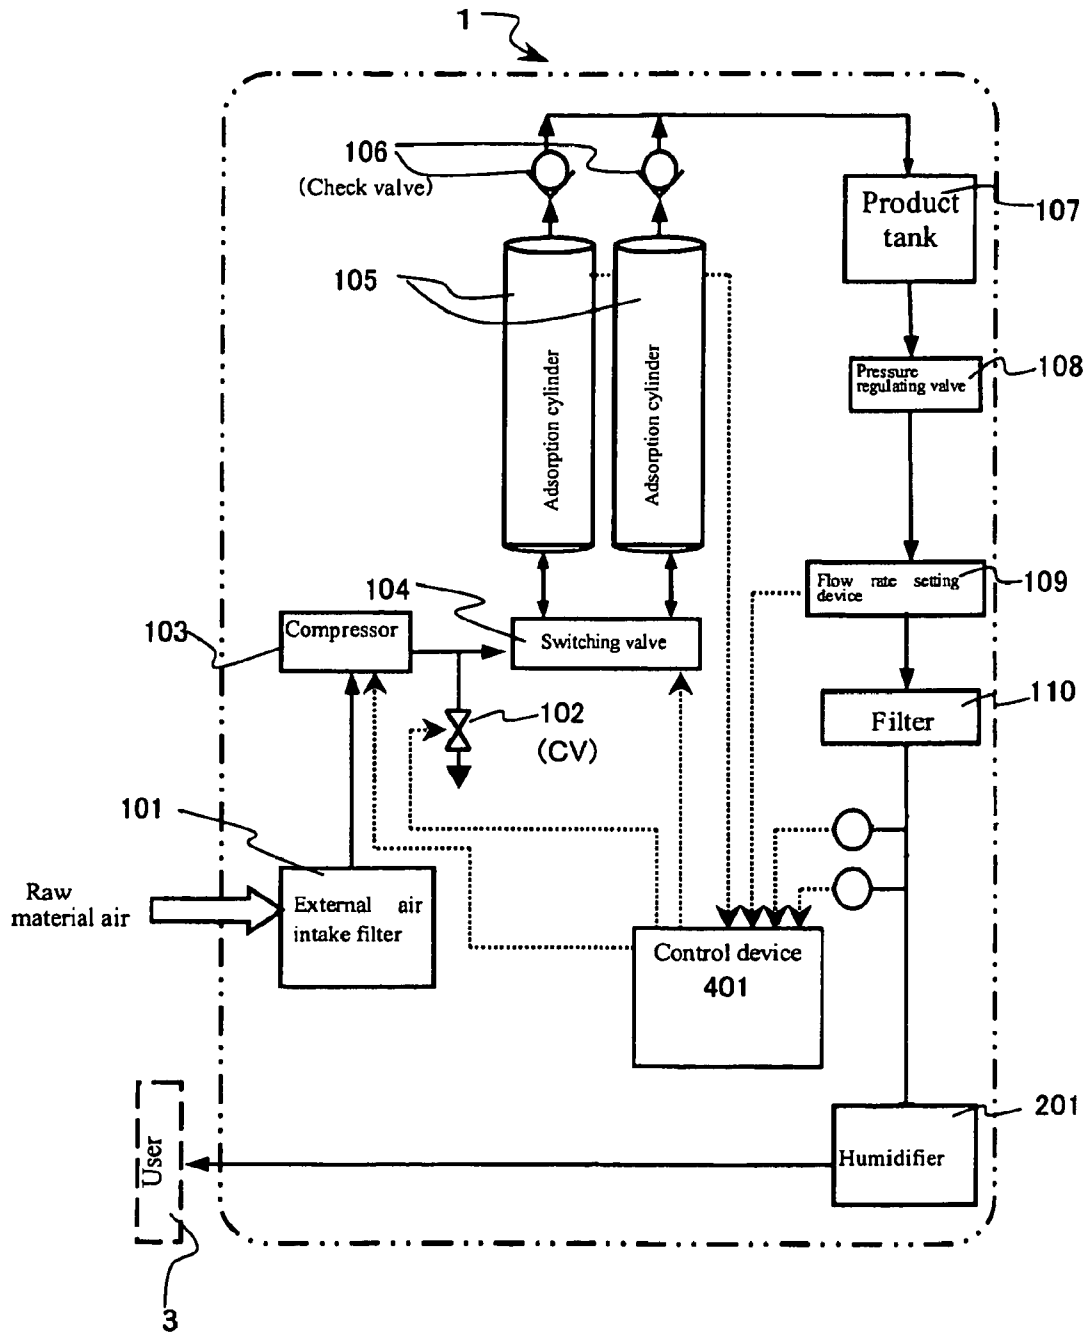 1
106
(Check valve)
Product
tank
107
105
Adsorption cylinder
Adsorption cylinder
Pressure
regulating valve
108
Flow rate setting
device
109
104
103
Compressor
Switching valve
102
(CV)
Filter
110
101
Raw
material air
External air
intake filter
Control device
401
201
Humidifier
User
3